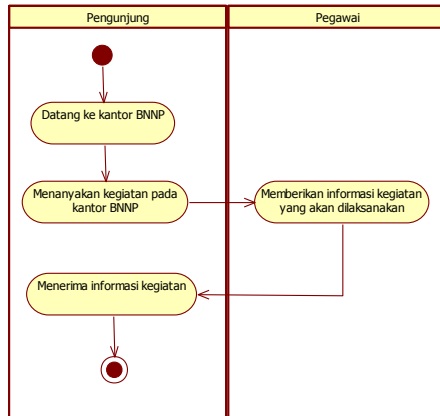 Pengunjung
Pegawai
Datang ke kantor BNNP
Menanyakan kegiatan pada
kantor BNNP
Memberikan informasi kegiatan
yang akan dilaksanakan
Menerima informasi kegiatan